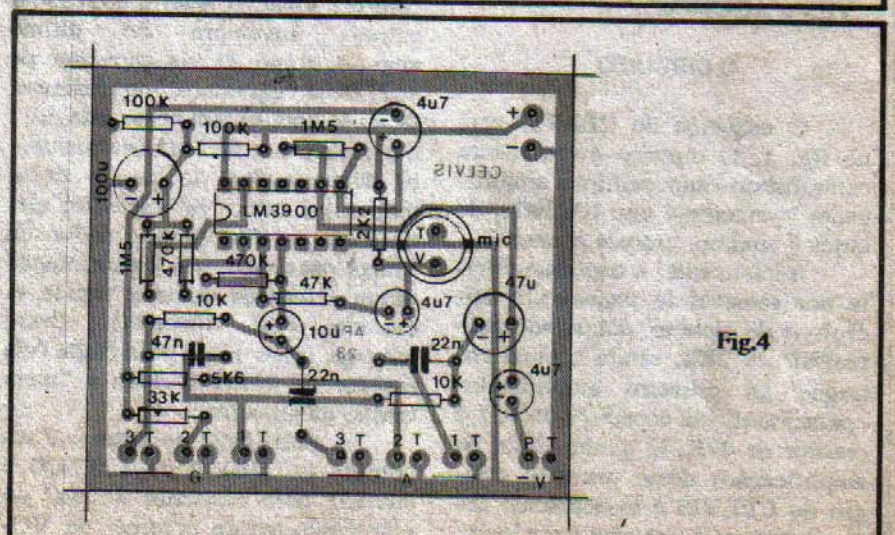 100K
4u7
+
100K
1M5
-
CELVIS
100u
- +
LM3900
2K2
T
mic
1M5
470K
V
470K
47K
4u7
47u
10K
10u
- +
47n
22n
Fig.4
5K6
22n
10K
4u7
33K
3 T 2 T 1 T 3 T 2 T 1 T P T
G A - V -